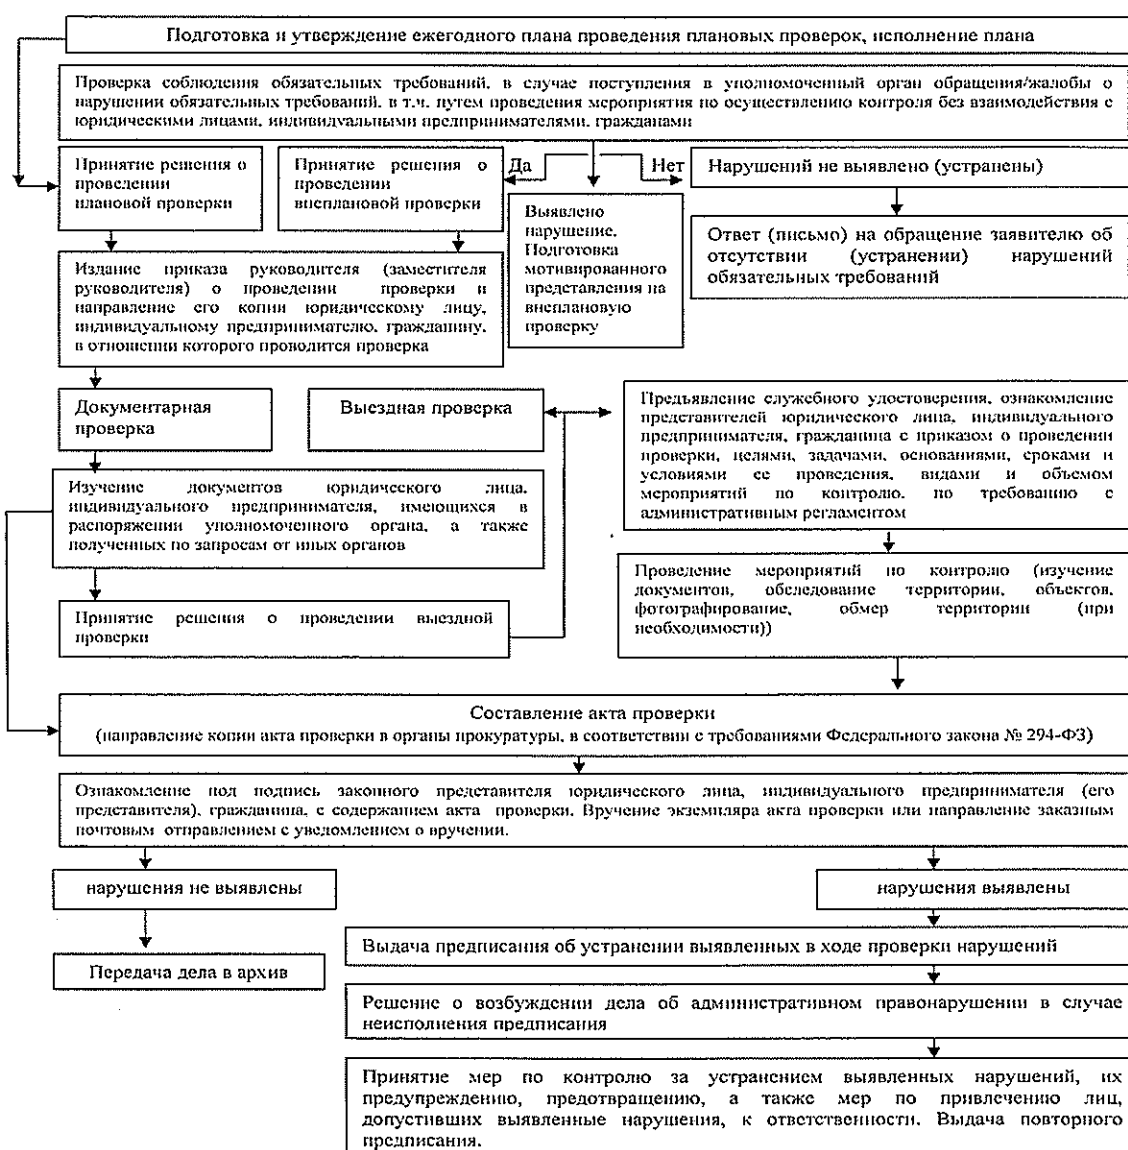 Подготовка и утверждение ежегодного плана проведения плановых проверок, исполнение плана
Проверка соблюдения обязательных требований, в случае поступления в уполномоченный орган обращения/жалобы о
нарушении обязательных требований, в т.ч. путем проведения мероприятия по осуществлению контроля без взаимодействия с
юридическими лицами, индивидуальными предпринимателями, гражданами
Принятие решения о
проведении
плановой проверки
Принятие решения о
проведении
внеплановой проверки
Да
Нет
Нарушений не выявлено (устранены)
Выявлено
нарушение.
Подготовка
мотивированного
представления на
внеплановую
проверку
Ответ (письмо) на обращение заявителю об
отсутствии (устранении) нарушений
обязательных требований
Издание приказа руководителя (заместителя
руководителя) о проведении проверки и
направление его копии юридическому лицу,
индивидуальному предпринимателю, гражданину,
в отношении которого проводится проверка
Документарная
проверка
Выездная проверка
Предъявление служебного удостоверения, ознакомление
представителей юридического лица, индивидуального
предпринимателя, гражданина с приказом о проведении
проверки, целями, задачами, основаниями, сроками и
условиями ее проведения, видами и объемом
мероприятий по контролю, по требованию с
административным регламентом
Изучение документов юридического лица,
индивидуального предпринимателя, имеющихся в
распоряжении уполномоченного органа, а также
полученных по запросам от иных органов
Проведение мероприятий по контролю (изучение
документов, обследование территории, объектов,
фотографирование, обмер территории (при
необходимости))
Принятие решения о проведении выездной
проверки
Составление акта проверки
(направление копии акта проверки в органы прокуратуры, в соответствии с требованиями Федерального закона № 294-ФЗ)
Ознакомление под подпись законного представителя юридического лица, индивидуального предпринимателя (его
представителя), гражданина, с содержанием акта проверки. Вручение экземпляра акта проверки или направление заказным
почтовым отправлением с уведомлением о вручении.
нарушения не выявлены
нарушения выявлены
Передача дела в архив
Выдача предписания об устранении выявленных в ходе проверки нарушений
Решение о возбуждении дела об административном правонарушении в случае
неисполнения предписания
Принятие мер по контролю за устранением выявленных нарушений, их
предупреждению, предотвращению, а также мер по привлечению лиц,
допустивших выявленные нарушения, к ответственности. Выдача повторного
предписания.